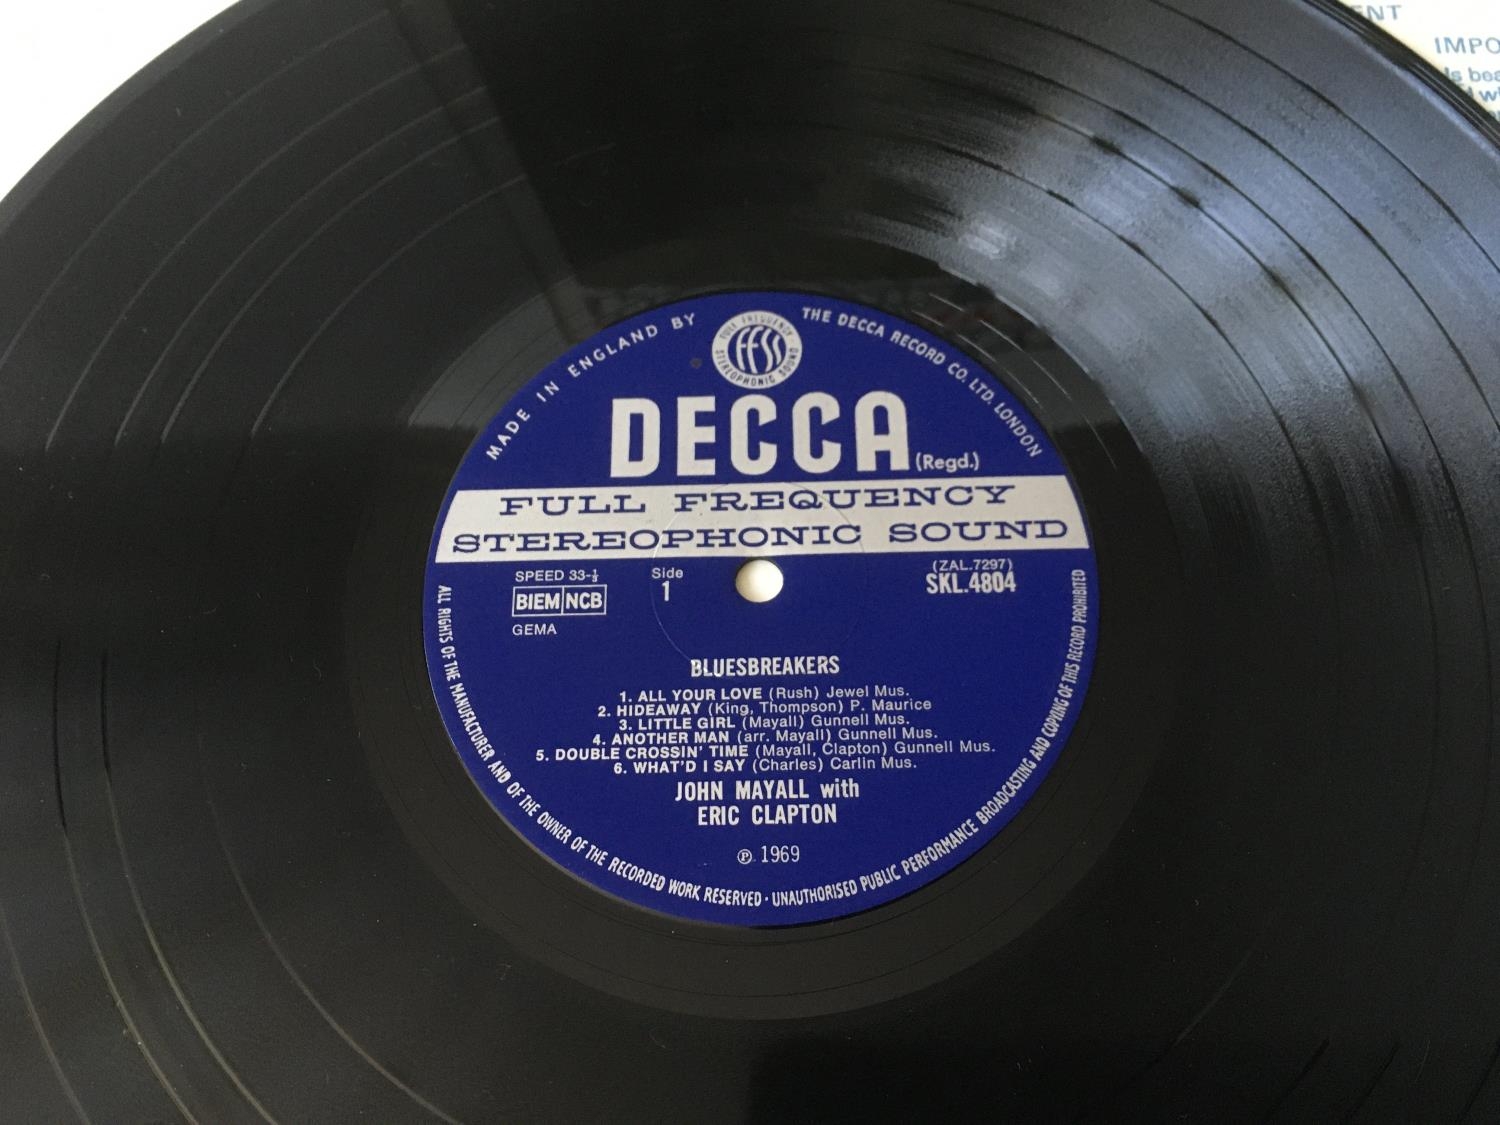 MADE IN ENGLAND BY THE DECCA RECORD CO. LTD. LONDON
FULL FREQUENCY
FFSS
STEREOPHONIC SOUND
DECCA (Regd.)
FULL FREQUENCY
STEREOPHONIC SOUND
SPEED 33-⅓
BIEM NCB
GEMA
Side
1
(ZAL.7297)
SKL.4804
BLUESBREAKERS
1. ALL YOUR LOVE (Rush) Jewel Mus.
2. HIDEAWAY (King, Thompson) P. Maurice
3. LITTLE GIRL (Mayall) Gunnell Mus.
4. ANOTHER MAN (arr. Mayall) Gunnell Mus.
5. DOUBLE CROSSIN' TIME (Mayall, Clapton) Gunnell Mus.
6. WHAT'D I SAY (Charles) Carlin Mus.
JOHN MAYALL with
ERIC CLAPTON
℗ 1969
ALL RIGHTS OF THE MANUFACTURER AND OF THE OWNER OF THE RECORDED WORK RESERVED · UNAUTHORISED PUBLIC PERFORMANCE BROADCASTING AND COPYING OF THIS RECORD PROHIBITED